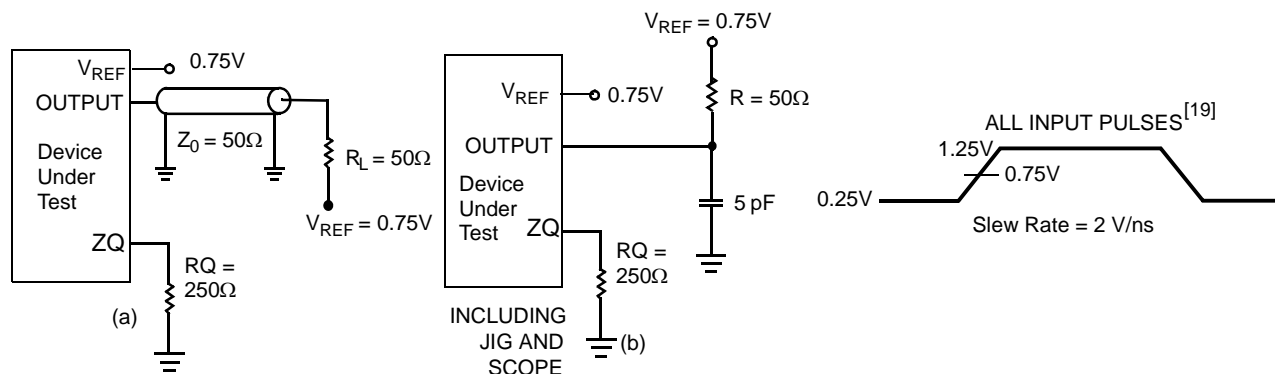 V_REF 0.75V
OUTPUT
Z₀ = 50Ω
Device
Under
Test
R_L = 50Ω
V_REF = 0.75V
ZQ
RQ =
250Ω
(a)
V_REF = 0.75V
V_REF 0.75V
R = 50Ω
OUTPUT
Device
Under
Test
5 pF
ZQ
RQ =
250Ω
INCLUDING
JIG AND
SCOPE
(b)
ALL INPUT PULSES[19]
1.25V
0.75V
0.25V
Slew Rate = 2 V/ns